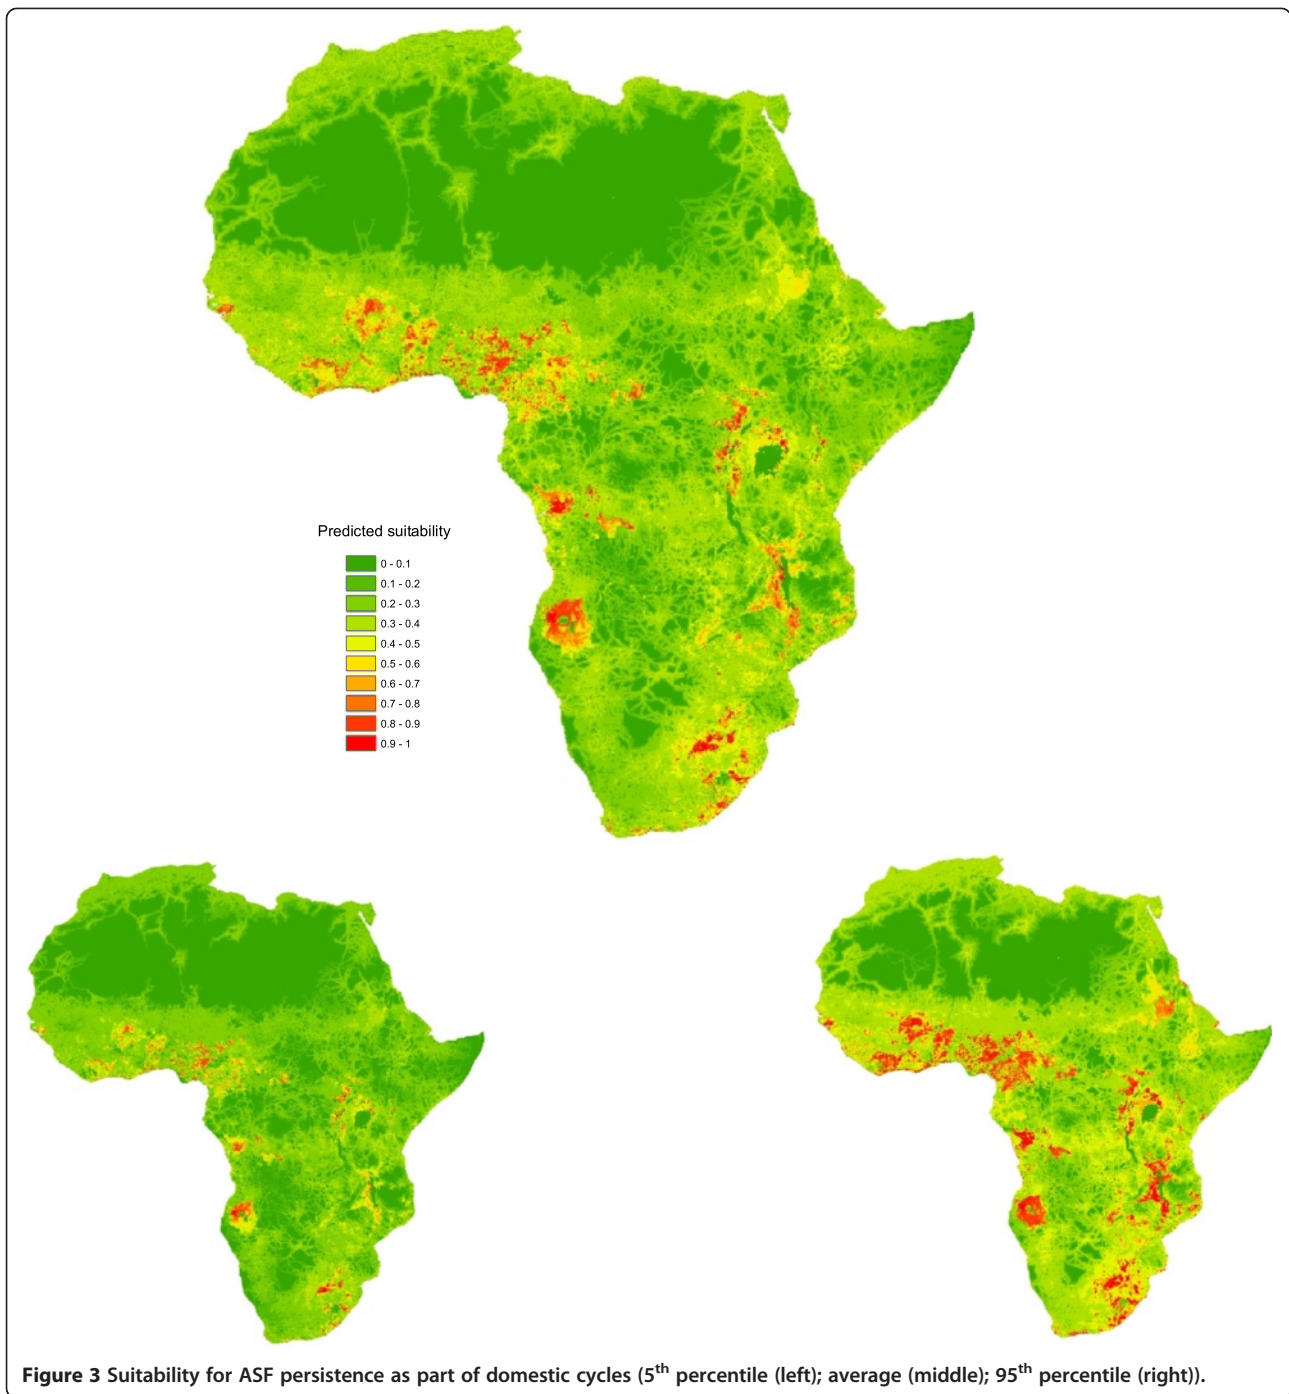 Predicted suitability
0 - 0.1
0.1 - 0.2
0.2 - 0.3
0.3 - 0.4
0.4 - 0.5
0.5 - 0.6
0.6 - 0.7
0.7 - 0.8
0.8 - 0.9
0.9 - 1
Figure 3 Suitability for ASF persistence as part of domestic cycles (5th percentile (left); average (middle); 95th percentile (right)).